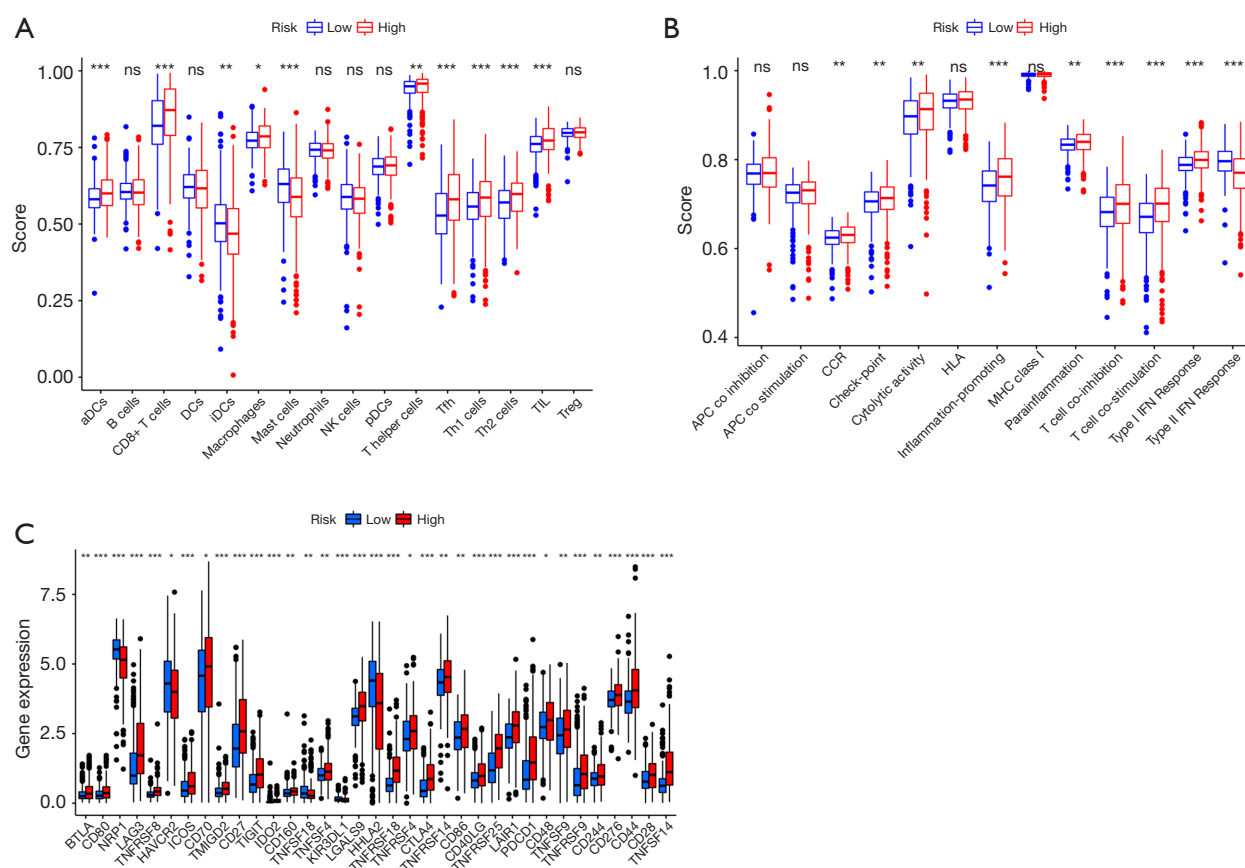 A
Risk Low High
*** ns *** ns ** * *** ns ns ns ** *** *** *** *** ns
1.00
0.75
0.50
0.25
0.00
Score
aDCs
B cells
CD8+ T cells
DCs
iDCs
Macrophages
Mast cells
Neutrophils
NK cells
pDCs
T helper cells
Tfh
Th1 cells
Th2 cells
TIL
Treg
B
Risk Low High
ns ns ** ** ** ns *** ns ** *** *** *** ***
1.0
0.8
0.6
0.4
Score
APC co inhibition
APC co stimulation
CCR
Check-point
Cytolytic activity
HLA
Inflammation-promoting
MHC class I
Parainflammation
T cell co-inhibition
T cell co-stimulation
Type I IFN Response
Type II IFN Response
C
Risk Low High
** *** *** *** *** * *** * *** *** *** *** ** ** ** *** *** *** *** * *** ** ** *** *** *** *** * ** *** ** *** *** *** ***
7.5
5.0
2.5
0.0
Gene expression
BTLA
CD80
NRP1
LAG3
TNFRSF8
HAVCR2
ICOS
CD70
TMIGD2
CD27
TIGIT
IDO2
CD160
TNFSF18
TNFSF4
KIR3DL1
LGALS9
HHLA2
TNFRSF18
TNFRSF4
CTLA4
TNFRSF14
CD86
CD40LG
TNFRSF25
LAIR1
PDCD1
CD48
TNFSF9
TNFRSF9
CD244
CD276
CD44
CD28
TNFSF14